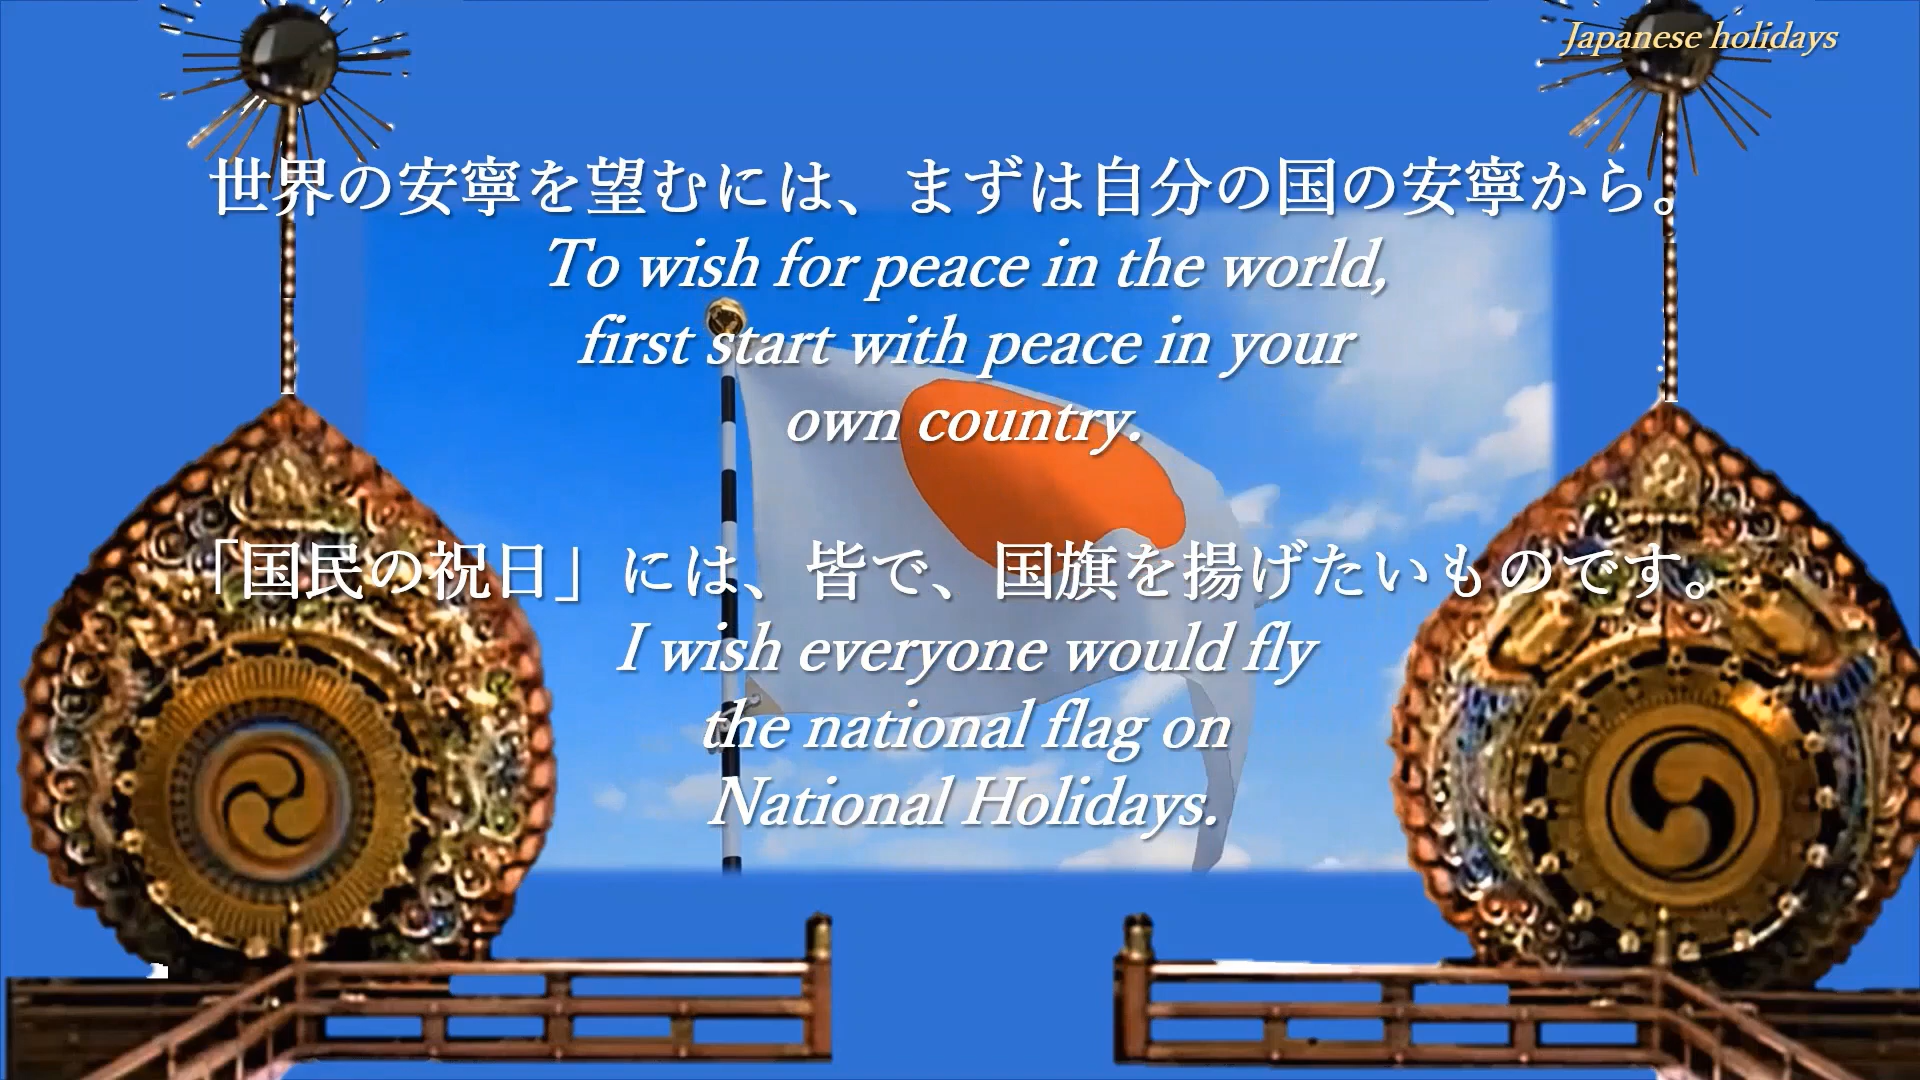 Japanese holidays
世界の安寧を望むには、まずは自分の国の安寧から。
To wish for peace in the world,
first start with peace in your
own country.
「国民の祝日」には、皆で、国旗を揚げたいものです。
I wish everyone would fly
the national flag on
National Holidays.